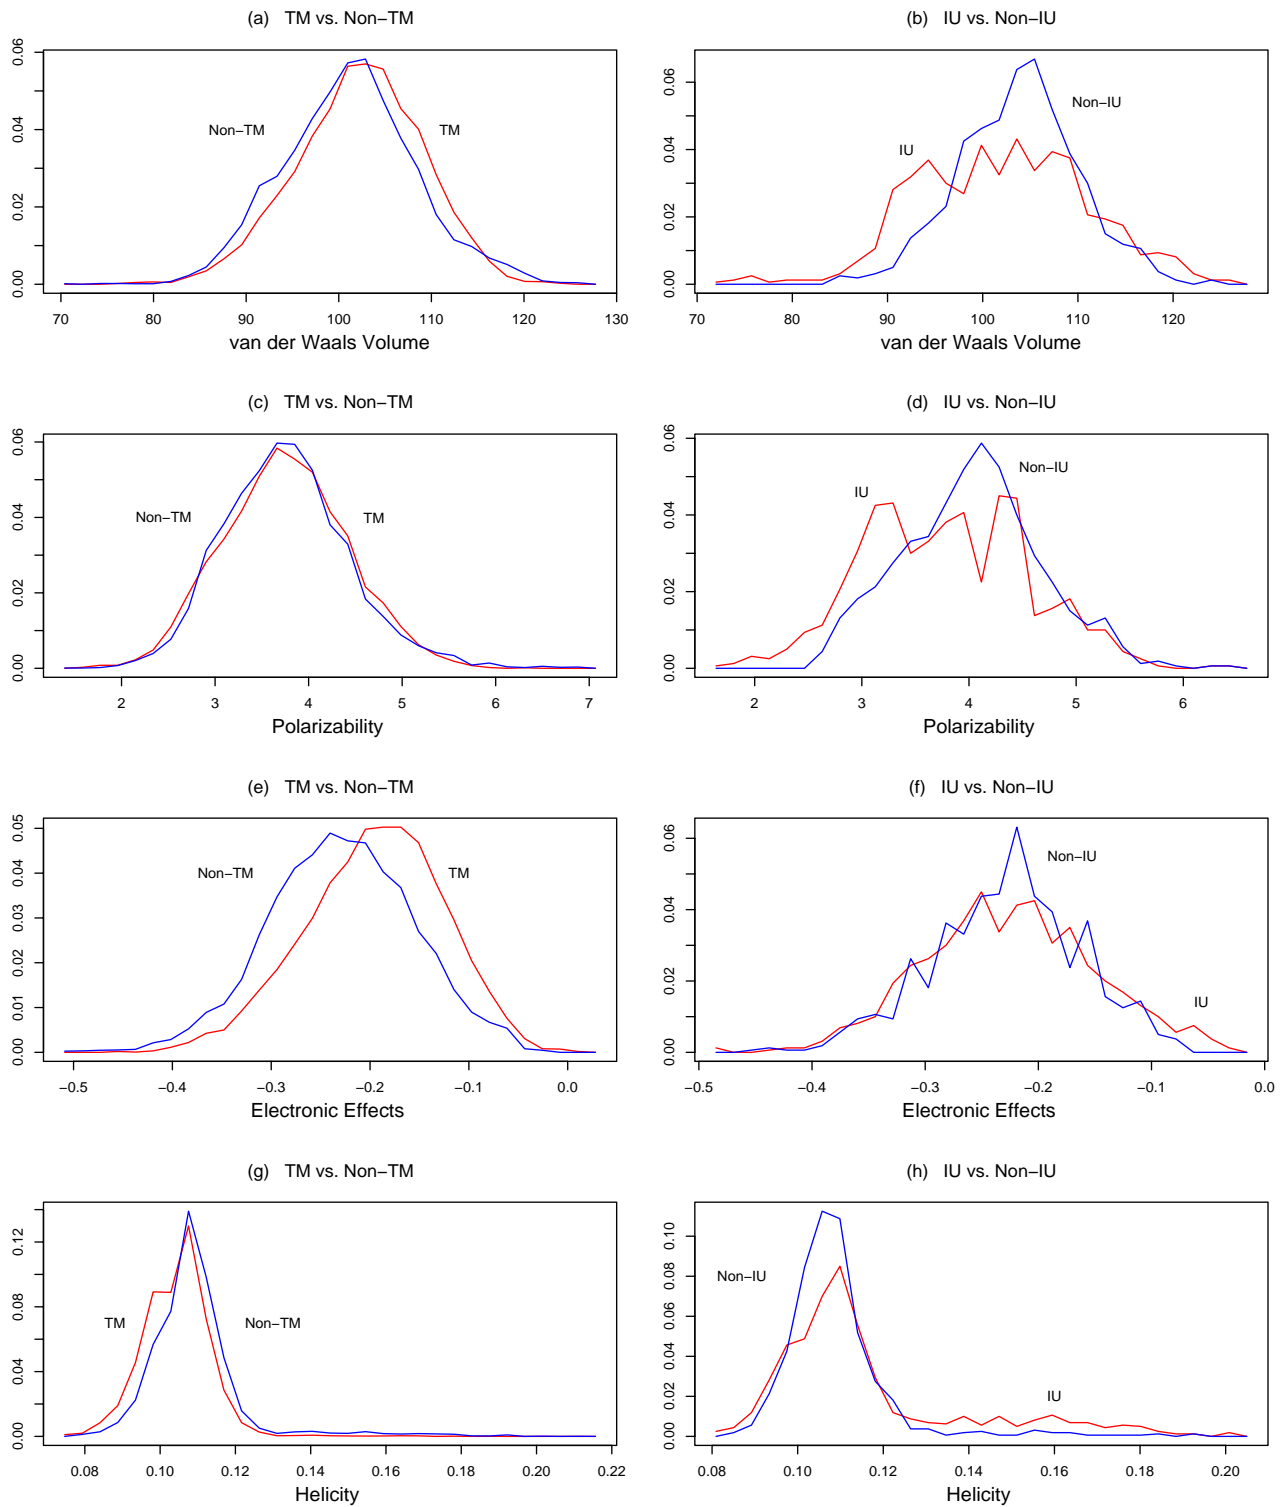 (a) TM vs. Non−TM
0.00 0.02 0.04 0.06
Non−TM
TM
70 80 90 100 110 120 130
van der Waals Volume
(b) IU vs. Non−IU
0.00 0.02 0.04 0.06
Non−IU
IU
70 80 90 100 110 120
van der Waals Volume
(c) TM vs. Non−TM
0.00 0.02 0.04 0.06
Non−TM
TM
2 3 4 5 6 7
Polarizability
(d) IU vs. Non−IU
0.00 0.02 0.04 0.06
Non−IU
IU
2 3 4 5 6
Polarizability
(e) TM vs. Non−TM
0.00 0.01 0.02 0.03 0.04 0.05
Non−TM
TM
−0.5 −0.4 −0.3 −0.2 −0.1 0.0
Electronic Effects
(f) IU vs. Non−IU
0.00 0.02 0.04 0.06
Non−IU
IU
−0.5 −0.4 −0.3 −0.2 −0.1 0.0
Electronic Effects
(g) TM vs. Non−TM
0.00 0.04 0.08 0.12
TM
Non−TM
0.08 0.10 0.12 0.14 0.16 0.18 0.20 0.22
Helicity
(h) IU vs. Non−IU
0.00 0.02 0.04 0.06 0.08 0.10
Non−IU
IU
0.08 0.10 0.12 0.14 0.16 0.18 0.20
Helicity